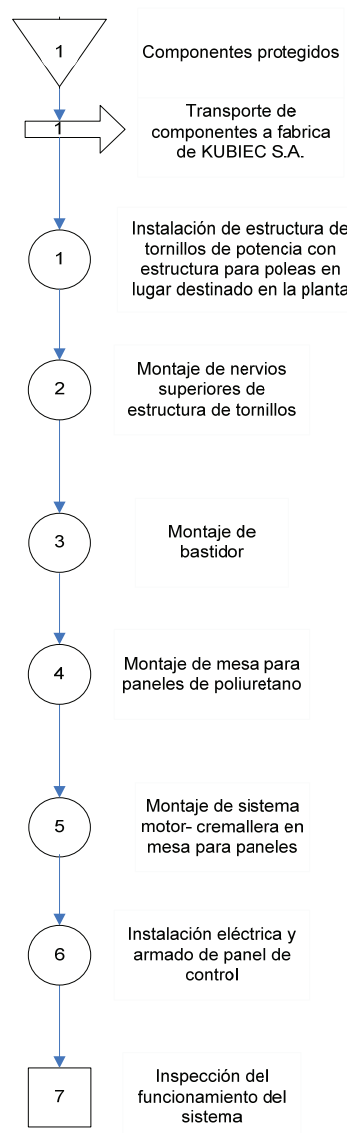 1
Componentes protegidos
1
Transporte de
componentes a fabrica
de KUBIEC S.A.
1
Instalación de estructura de
tornillos de potencia con
estructura para poleas en
lugar destinado en la planta
2
Montaje de nervios
superiores de
estructura de tornillos
3
Montaje de
bastidor
4
Montaje de mesa para
paneles de poliuretano
5
Montaje de sistema
motor- cremallera en
mesa para paneles
6
Instalación eléctrica y
armado de panel de
control
7
Inspección del
funcionamiento del
sistema